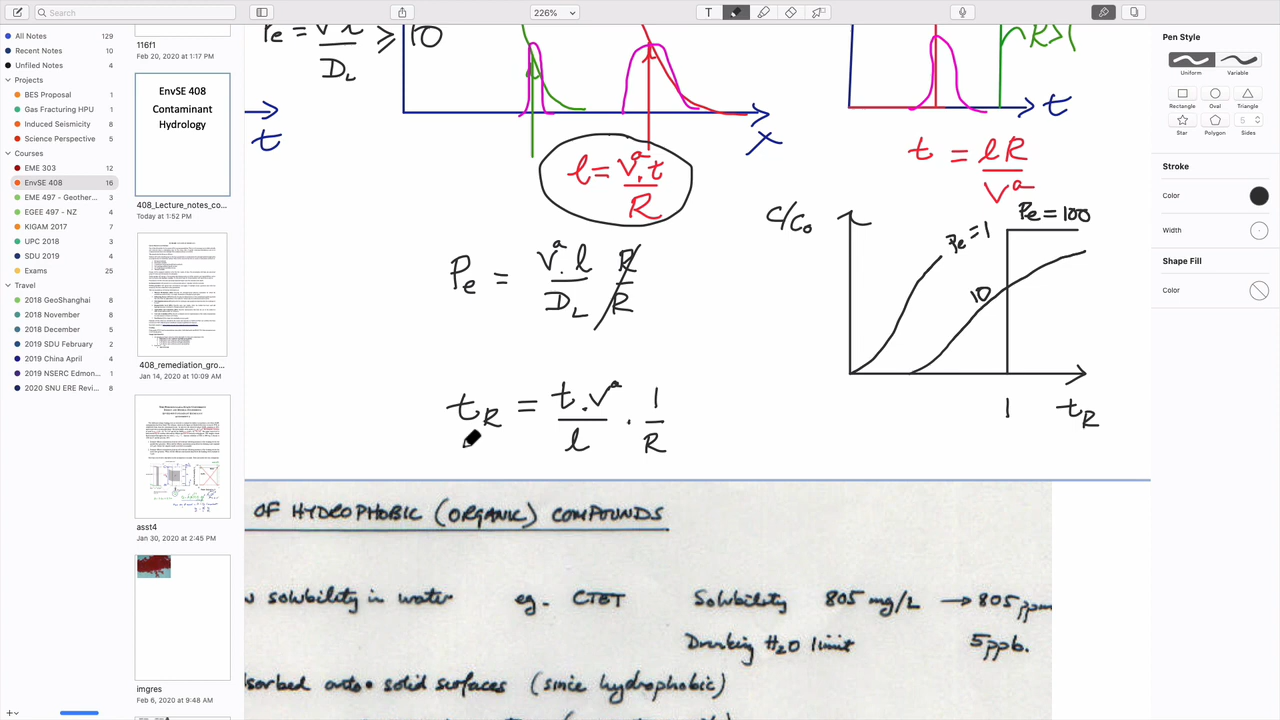 Search
226%
T
All Notes 129
Recent Notes 10
Unfiled Notes 4
Projects
BES Proposal 1
Gas Fracturing HPU 1
Induced Seismicity 8
Science Perspective 5
Courses
EME 303 12
EnvSE 408 16
EME 497 - Geother... 3
EGEE 497 - NZ 4
KIGAM 2017 7
UPC 2018 3
SDU 2019 4
Exams 25
Travel
2018 GeoShanghai 8
2018 November 8
2018 December 5
2019 SDU February 2
2019 China April 4
2019 NSERC Edmon... 3
2020 SNU ERE Revi... 8
116f1
Feb 20, 2020 at 1:17 PM
EnvSE 408
Contaminant
Hydrology
408_Lecture_notes_co...
Today at 1:52 PM
408_remediation_gro...
Jan 14, 2020 at 10:09 AM
asst4
Jan 30, 2020 at 2:45 PM
imgres
Feb 6, 2020 at 9:48 AM
Pe = v l / D_L ≥ 10
t
x
R>1
t
l = v^a . t / R
t = l R / v^a
Pe = v^a . l / D_L R / R
C/C₀
Pe=1
10
Pe=100
1
t_R
t_R = t . v^a / l . 1 / R
OF HYDROPHOBIC (ORGANIC) COMPOUNDS
solubility in water eg. CTET Solubility 805 mg/L → 805 ppm
Drinking H₂O limit 5ppb.
sorbed onto solid surfaces (since hydrophobic)
Pen Style
Uniform
Variable
Rectangle
Oval
Triangle
Star
Polygon
5
Sides
Stroke
Color
Width
Shape Fill
Color